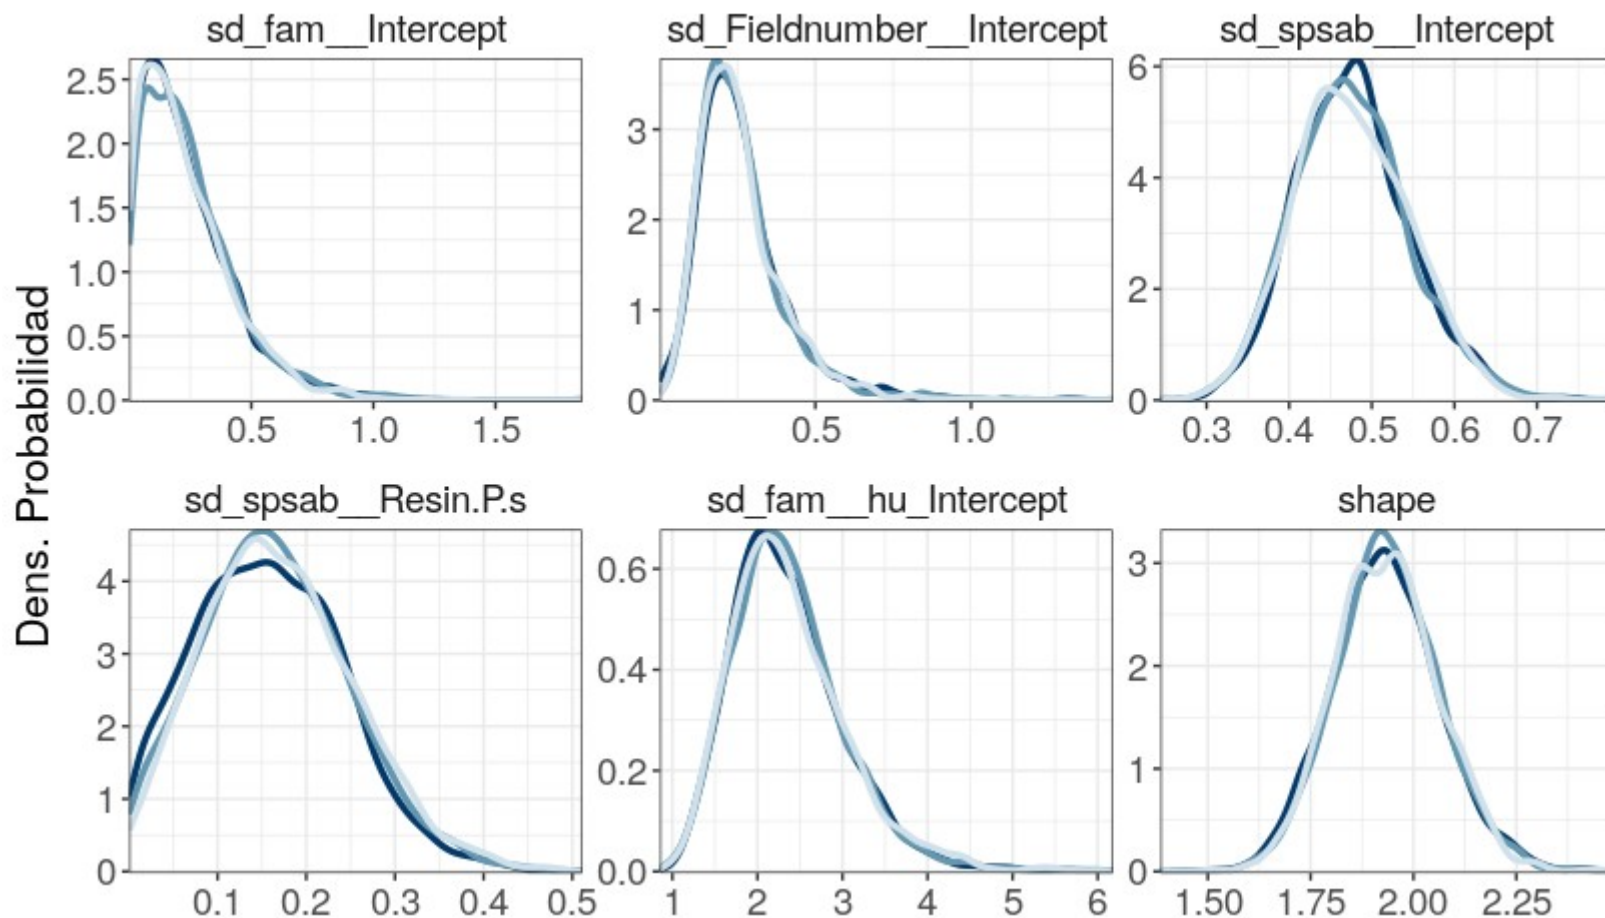 sd_fam__Intercept
sd_Fieldnumber__Intercept
sd_spsab__Intercept
2.5
2.0
1.5
1.0
0.5
0.0
0.5 1.0 1.5
3
2
1
0
0.5 1.0
6
4
2
0
0.3 0.4 0.5 0.6 0.7
Dens. Probabilidad
sd_spsab__Resin.P.s
sd_fam__hu_Intercept
shape
4
3
2
1
0
0.1 0.2 0.3 0.4 0.5
0.6
0.4
0.2
0.0
1 2 3 4 5 6
3
2
1
0
1.50 1.75 2.00 2.25